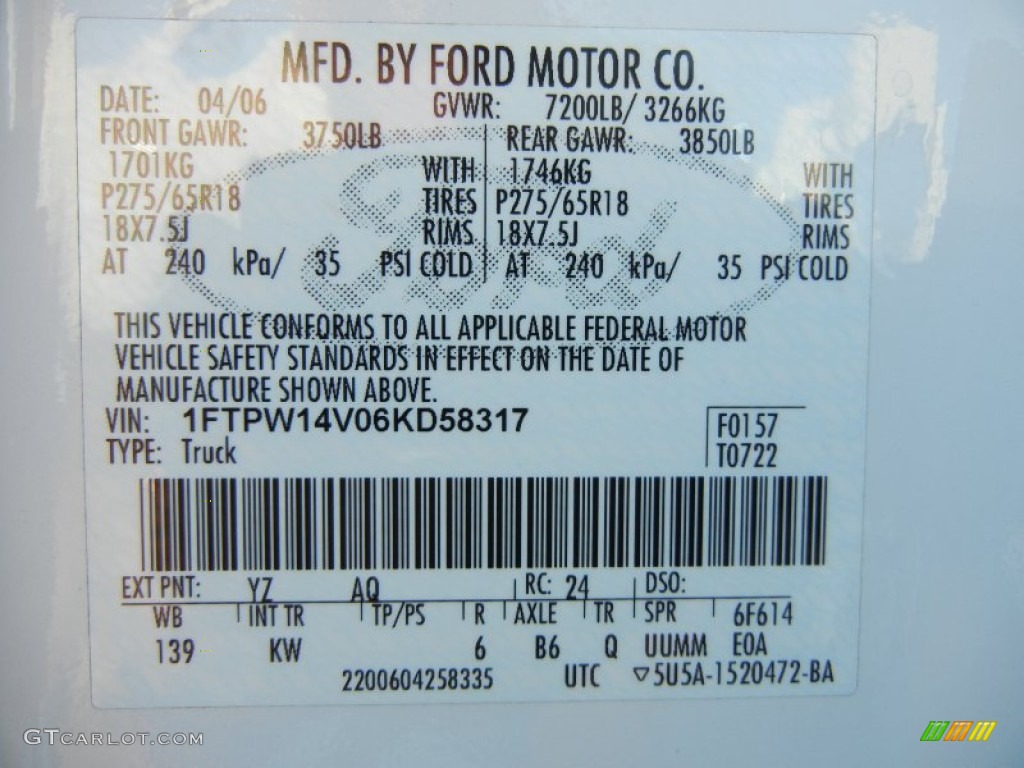 MFD. BY FORD MOTOR CO.
DATE: 04/06 GVWR: 7200LB/ 3266KG
FRONT GAWR: 3750LB REAR GAWR: 3850LB
1701KG WITH 1746KG WITH
P275/65R18 TIRES P275/65R18 TIRES
18X7.5J RIMS 18X7.5J RIMS
AT 240 kPa/ 35 PSI COLD AT 240 kPa/ 35 PSI COLD
Ford
THIS VEHICLE CONFORMS TO ALL APPLICABLE FEDERAL MOTOR
VEHICLE SAFETY STANDARDS IN EFFECT ON THE DATE OF
MANUFACTURE SHOWN ABOVE.
VIN: 1FTPW14V06KD58317 F0157
TYPE: Truck T0722
EXT PNT: YZ AQ RC: 24 DSO:
WB INT TR TP/PS R AXLE TR SPR 6F614
139 KW 6 B6 Q UUMM EOA
2200604258335 UTC ▽5U5A-1520472-BA
GTCARLOT.COM